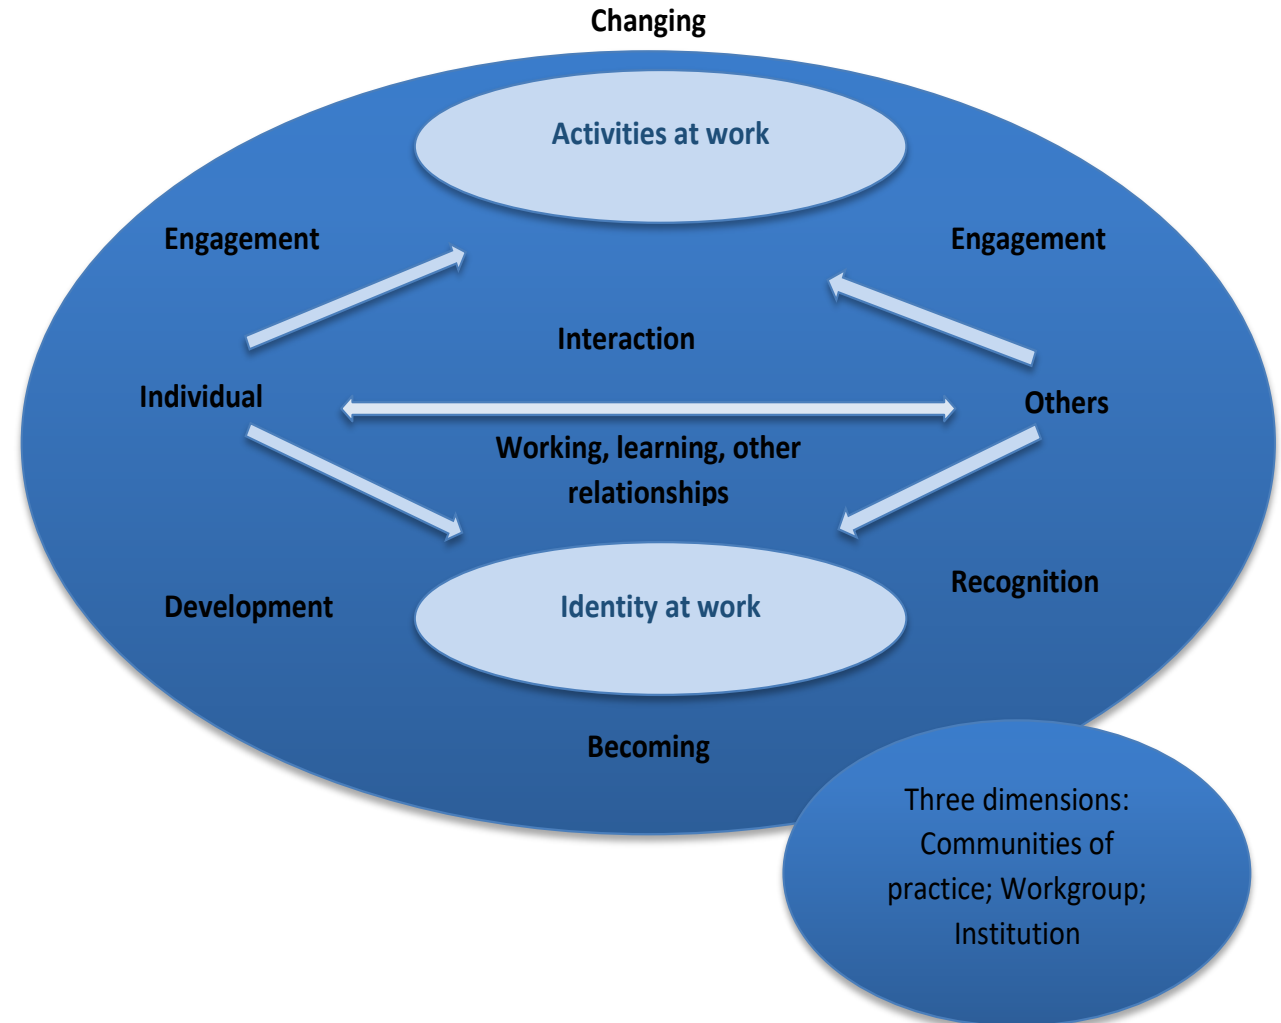 Changing
Activities at work
Engagement
Engagement
Interaction
Individual
Others
Working, learning, other
relationships
Development
Identity at work
Recognition
Becoming
Three dimensions:
Communities of
practice; Workgroup;
Institution